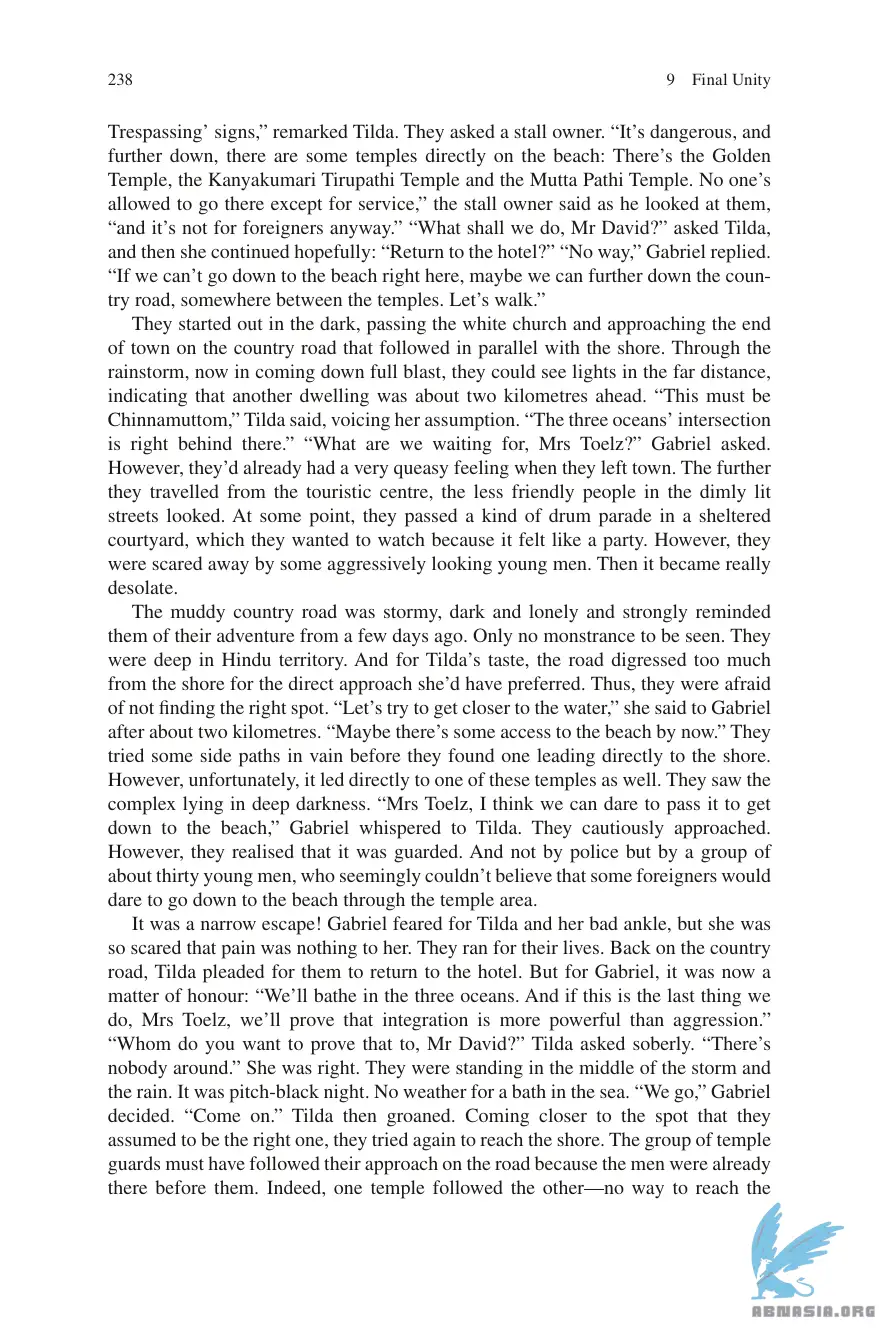 238
9 Final Unity
Trespassing’ signs,” remarked Tilda. They asked a stall owner. “It’s dangerous, and
further down, there are some temples directly on the beach: There’s the Golden
Temple, the Kanyakumari Tirupathi Temple and the Mutta Pathi Temple. No one’s
allowed to go there except for service,” the stall owner said as he looked at them,
“and it’s not for foreigners anyway.” “What shall we do, Mr David?” asked Tilda,
and then she continued hopefully: “Return to the hotel?” “No way,” Gabriel replied.
“If we can’t go down to the beach right here, maybe we can further down the coun-
try road, somewhere between the temples. Let’s walk.”
They started out in the dark, passing the white church and approaching the end
of town on the country road that followed in parallel with the shore. Through the
rainstorm, now in coming down full blast, they could see lights in the far distance,
indicating that another dwelling was about two kilometres ahead. “This must be
Chinnamuttom,” Tilda said, voicing her assumption. “The three oceans’ intersection
is right behind there.” “What are we waiting for, Mrs Toelz?” Gabriel asked.
However, they’d already had a very queasy feeling when they left town. The further
they travelled from the touristic centre, the less friendly people in the dimly lit
streets looked. At some point, they passed a kind of drum parade in a sheltered
courtyard, which they wanted to watch because it felt like a party. However, they
were scared away by some aggressively looking young men. Then it became really
desolate.
The muddy country road was stormy, dark and lonely and strongly reminded
them of their adventure from a few days ago. Only no monstrance to be seen. They
were deep in Hindu territory. And for Tilda’s taste, the road digressed too much
from the shore for the direct approach she’d have preferred. Thus, they were afraid
of not finding the right spot. “Let’s try to get closer to the water,” she said to Gabriel
after about two kilometres. “Maybe there’s some access to the beach by now.” They
tried some side paths in vain before they found one leading directly to the shore.
However, unfortunately, it led directly to one of these temples as well. They saw the
complex lying in deep darkness. “Mrs Toelz, I think we can dare to pass it to get
down to the beach,” Gabriel whispered to Tilda. They cautiously approached.
However, they realised that it was guarded. And not by police but by a group of
about thirty young men, who seemingly couldn’t believe that some foreigners would
dare to go down to the beach through the temple area.
It was a narrow escape! Gabriel feared for Tilda and her bad ankle, but she was
so scared that pain was nothing to her. They ran for their lives. Back on the country
road, Tilda pleaded for them to return to the hotel. But for Gabriel, it was now a
matter of honour: “We’ll bathe in the three oceans. And if this is the last thing we
do, Mrs Toelz, we’ll prove that integration is more powerful than aggression.”
“Whom do you want to prove that to, Mr David?” Tilda asked soberly. “There’s
nobody around.” She was right. They were standing in the middle of the storm and
the rain. It was pitch-black night. No weather for a bath in the sea. “We go,” Gabriel
decided. “Come on.” Tilda then groaned. Coming closer to the spot that they
assumed to be the right one, they tried again to reach the shore. The group of temple
guards must have followed their approach on the road because the men were already
there before them. Indeed, one temple followed the other—no way to reach the
ABNASIA.ORG